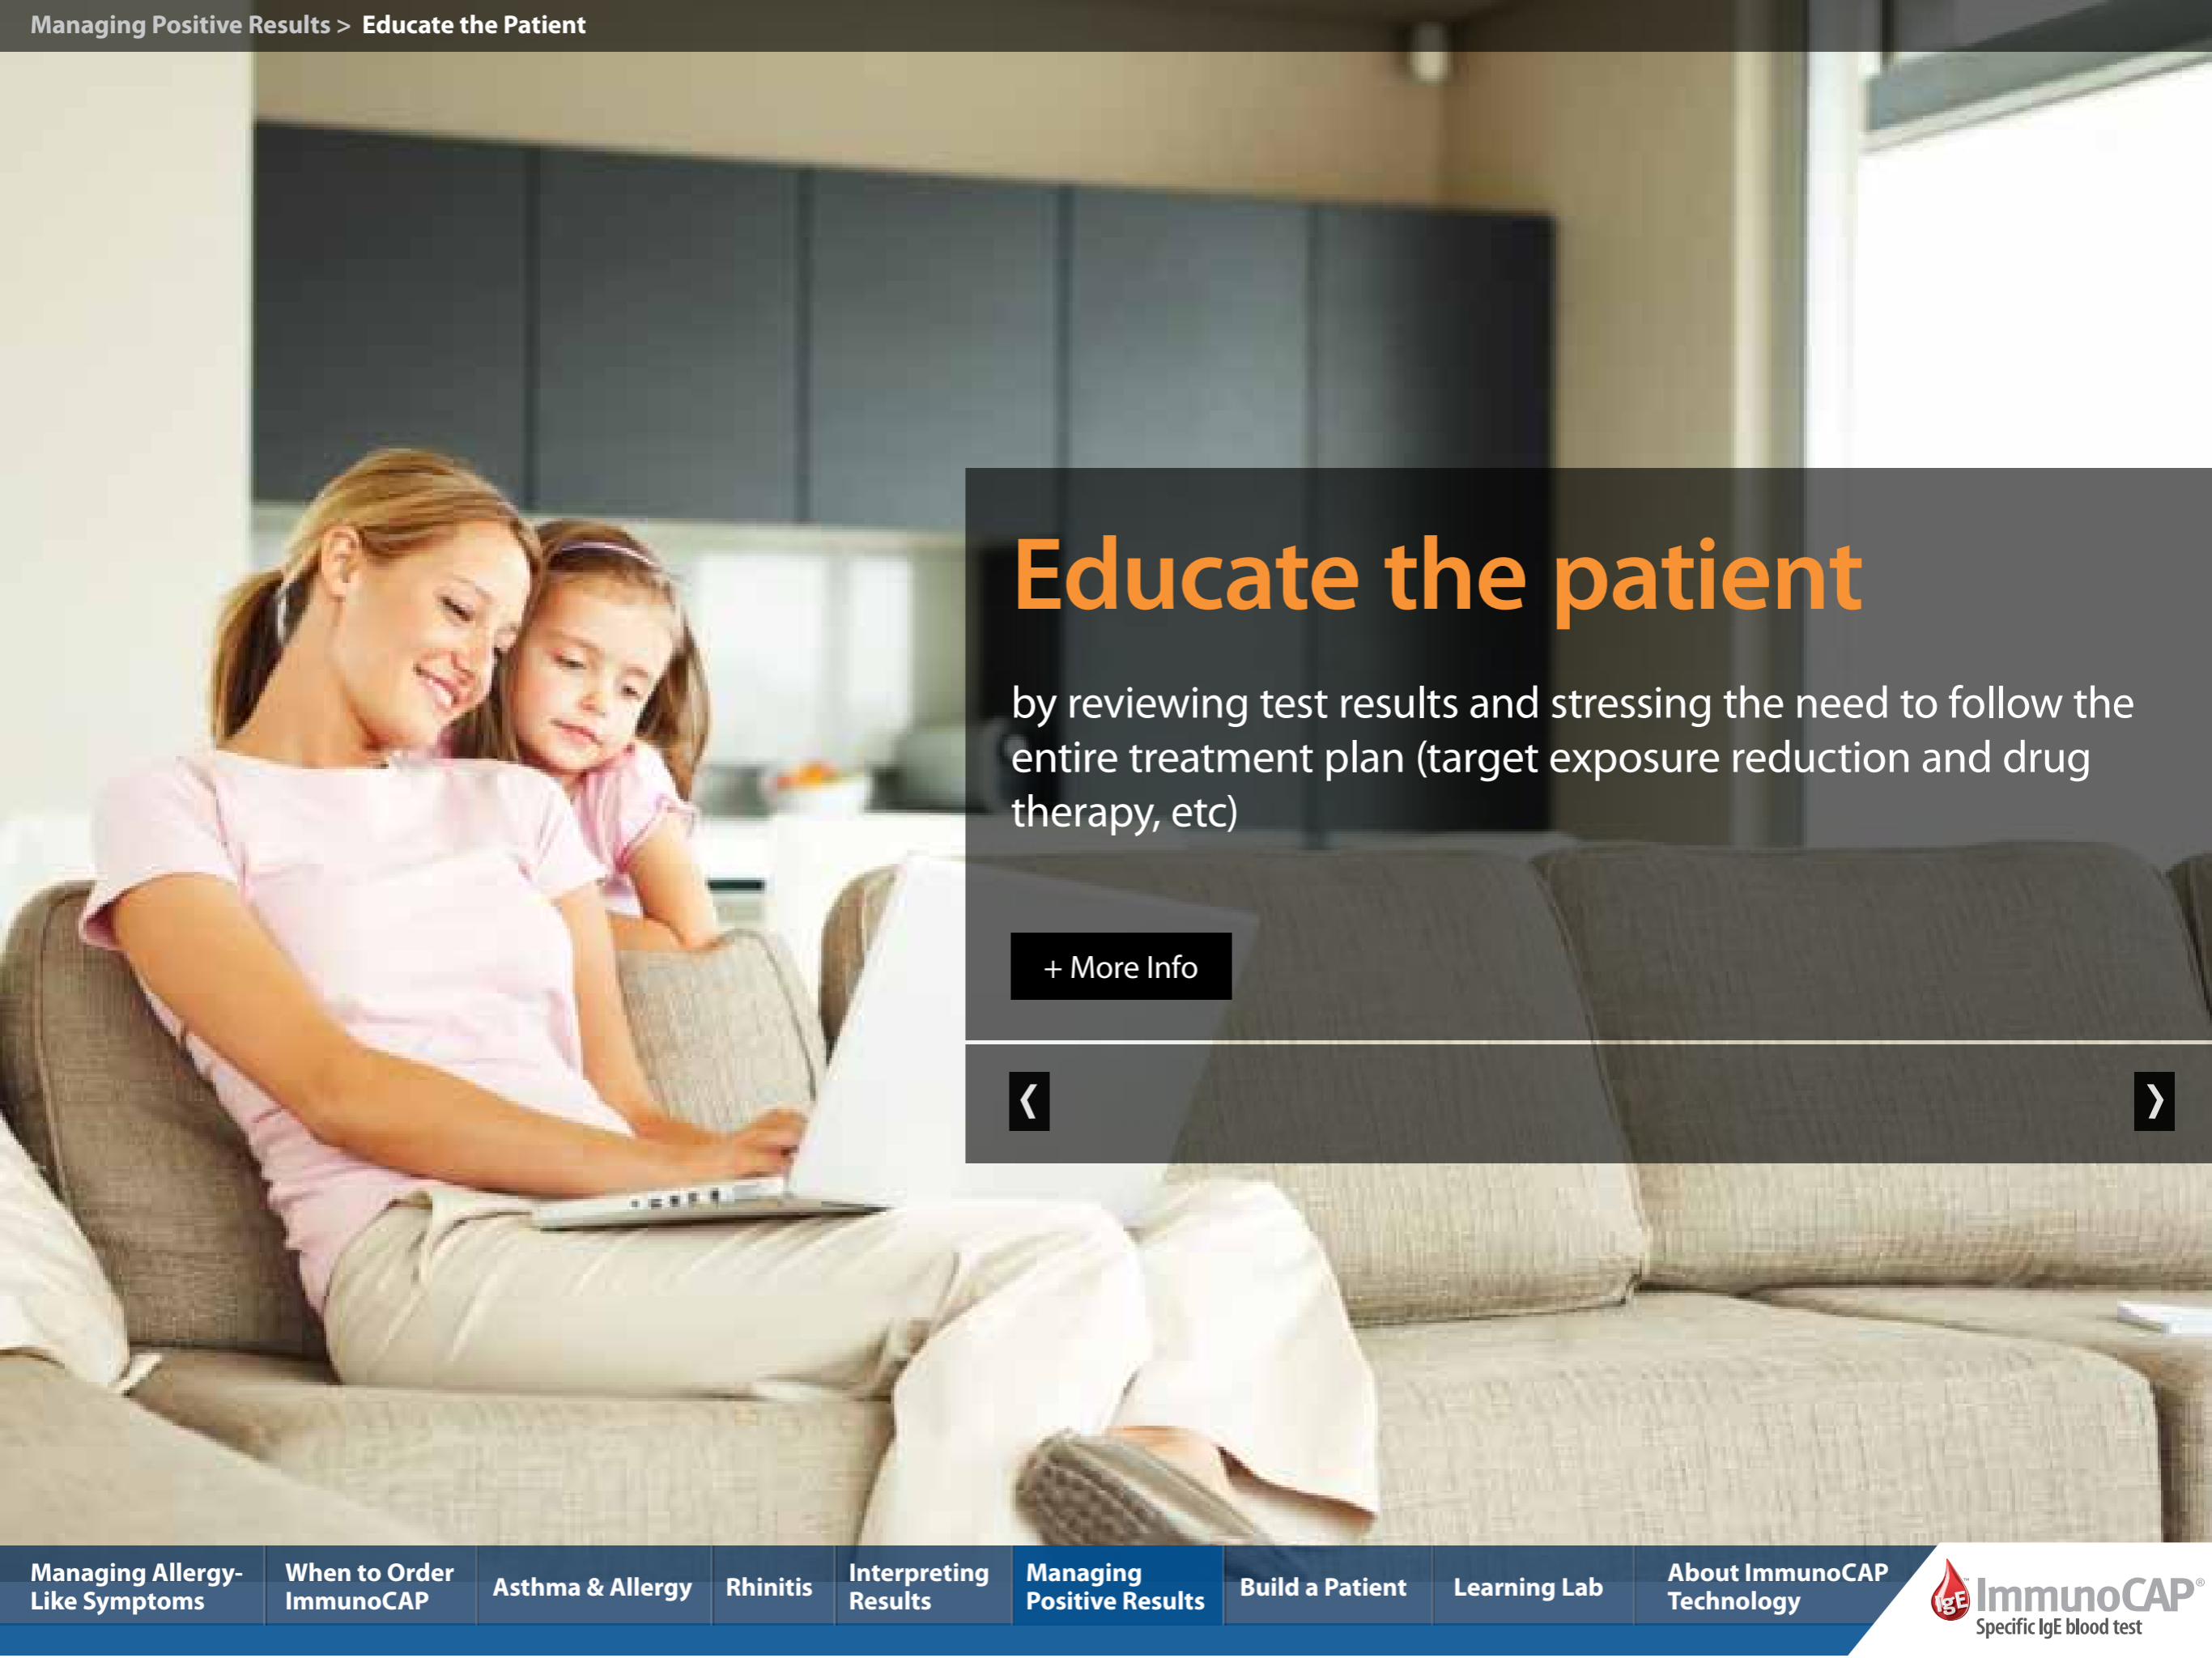 Managing Positive Results > Educate the Patient
Educate the patient
by reviewing test results and stressing the need to follow the
entire treatment plan (target exposure reduction and drug
therapy, etc)
+ More Info
❬
❭
Managing Allergy-
Like Symptoms
When to Order
ImmunoCAP
Asthma & Allergy
Rhinitis
Interpreting
Results
Managing
Positive Results
Build a Patient
Learning Lab
About ImmunoCAP
Technology
IgE™
ImmunoCAP®
Specific IgE blood test